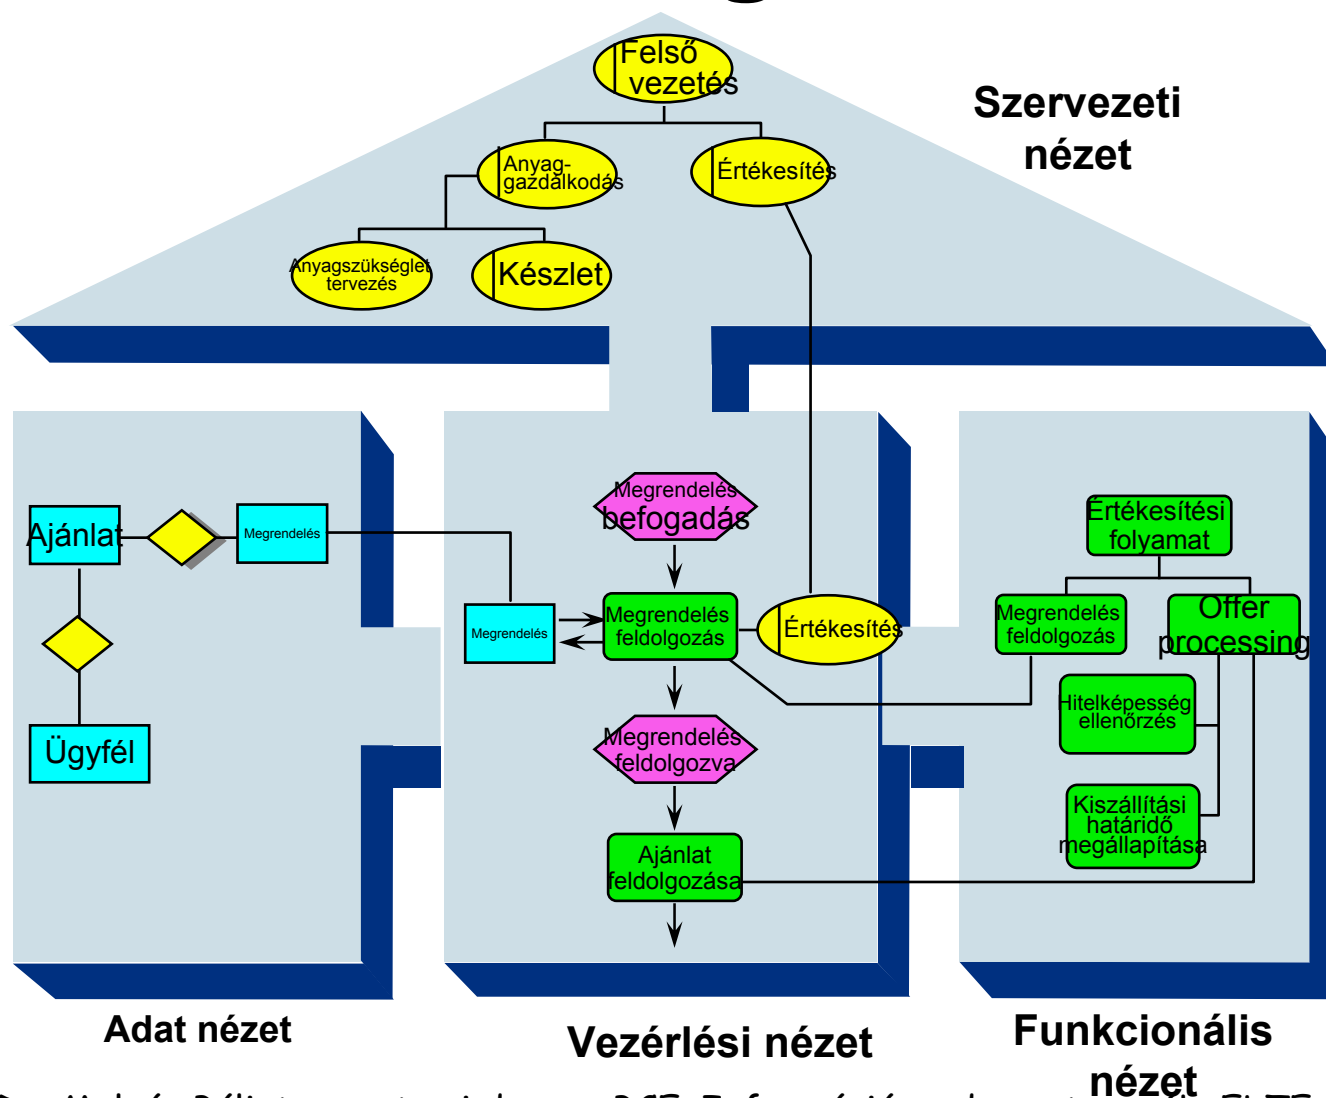 Felső
vezetés
Szervezeti
nézet
Anyag-
gazdálkodás
Értékesítés
Anyagszükséglet
tervezés
Készlet
Ajánlat
Megrendelés
Ügyfél
Megrendelés
befogadás
Megrendelés
Megrendelés
feldolgozás
Értékesítés
Megrendelés
feldolgozva
Ajánlat
feldolgozása
Értékesítési
folyamat
Megrendelés
feldolgozás
Offer
processing
Hitelképesség
ellenőrzés
Kiszállítási
határidő
megállapítása
Adat nézet
Vezérlési nézet
Funkcionális
nézet